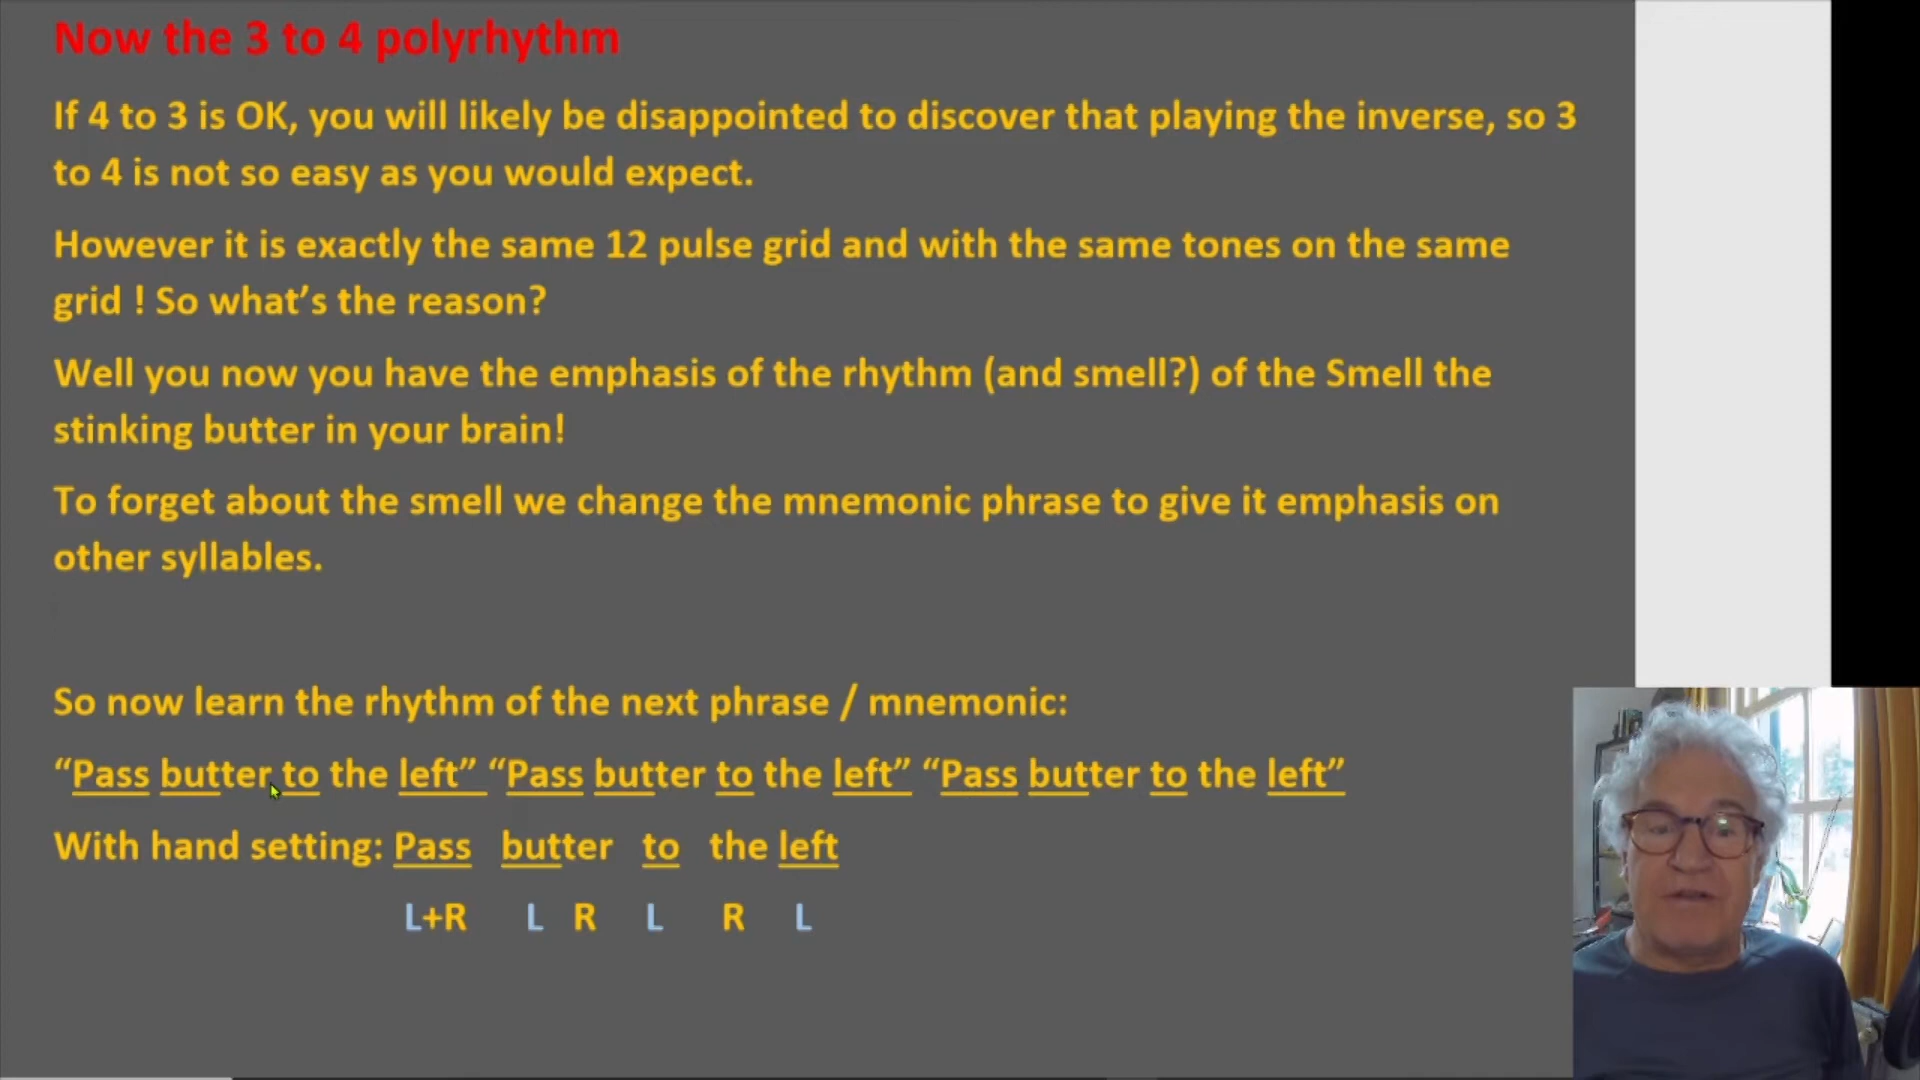 Now the 3 to 4 polyrhythm
If 4 to 3 is OK, you will likely be disappointed to discover that playing the inverse, so 3
to 4 is not so easy as you would expect.
However it is exactly the same 12 pulse grid and with the same tones on the same
grid ! So what’s the reason?
Well you now you have the emphasis of the rhythm (and smell?) of the Smell the
stinking butter in your brain!
To forget about the smell we change the mnemonic phrase to give it emphasis on
other syllables.
So now learn the rhythm of the next phrase / mnemonic:
“Pass butter to the left” “Pass butter to the left” “Pass butter to the left”
With hand setting: Pass butter to the left
L+R L R L R L